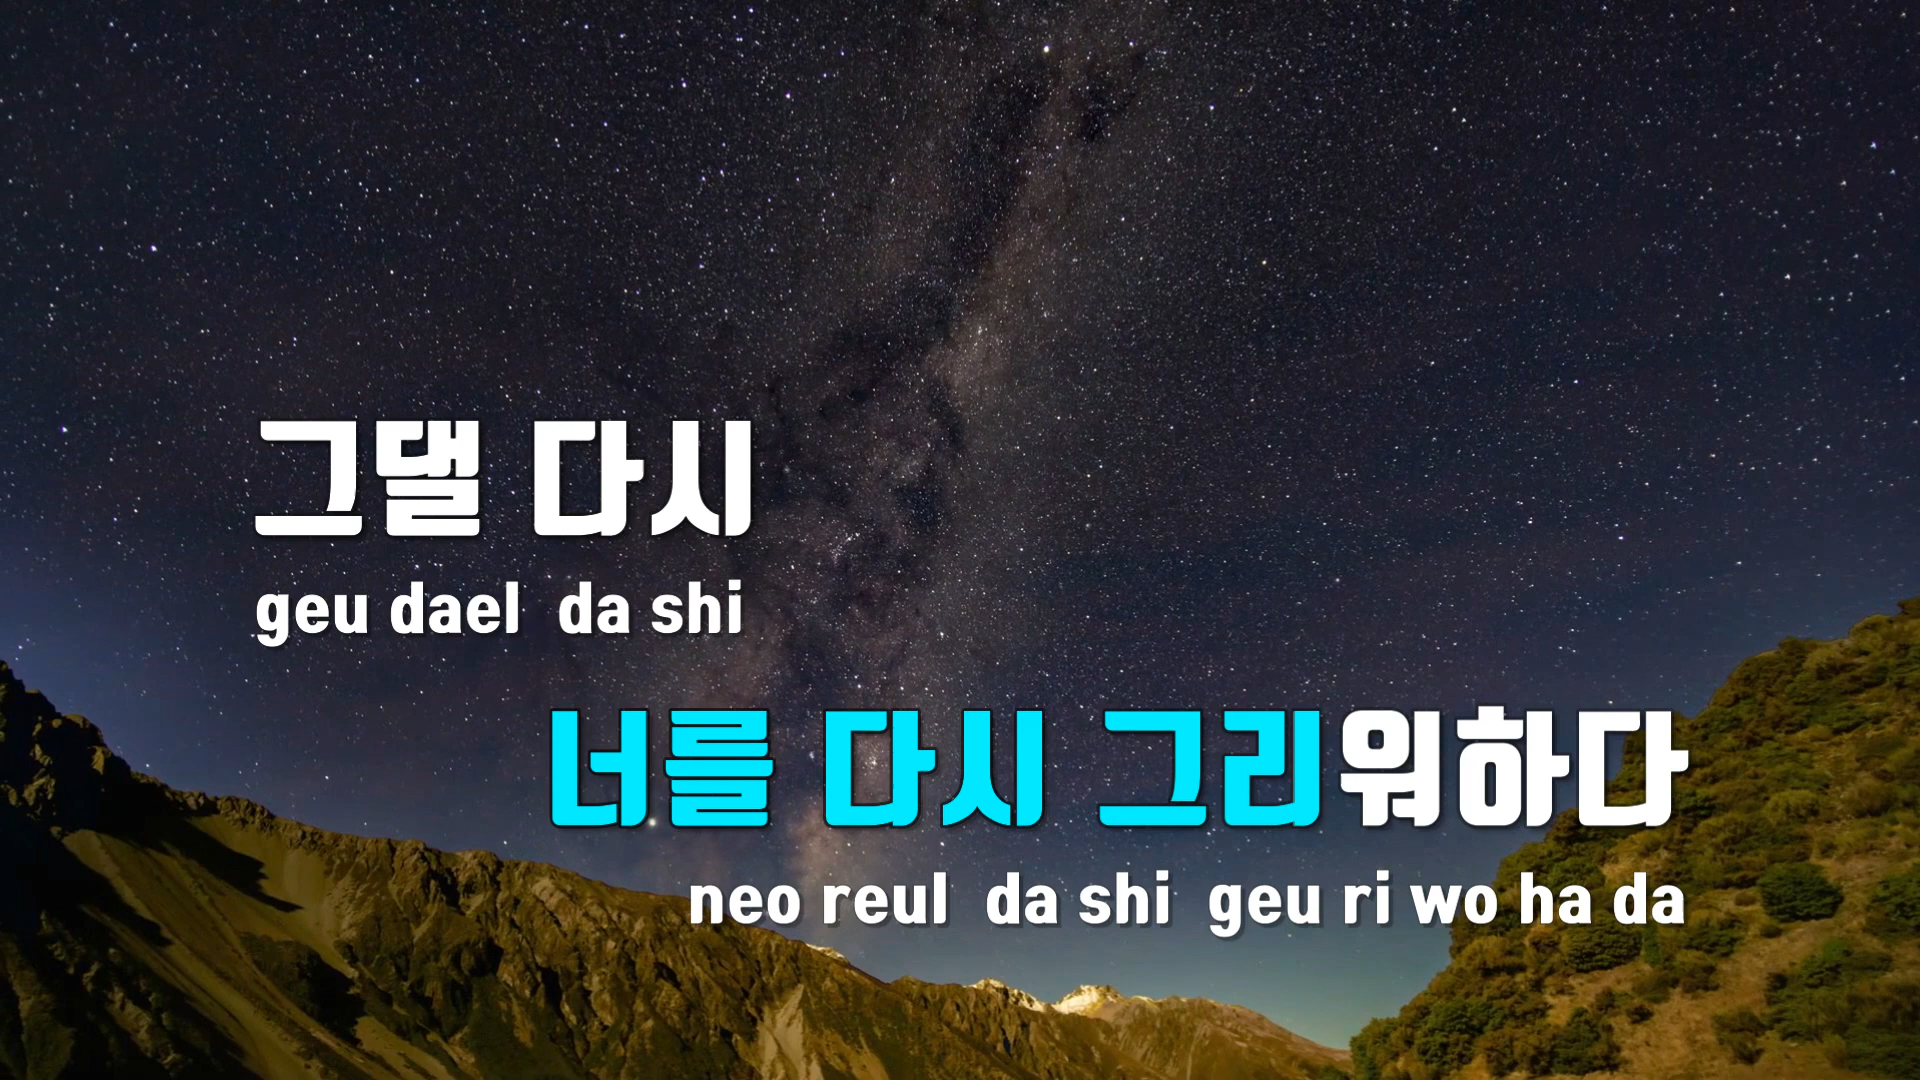 그댈 다시
geu dael da shi
너를 다시 그리워하다
neo reul da shi geu ri wo ha da